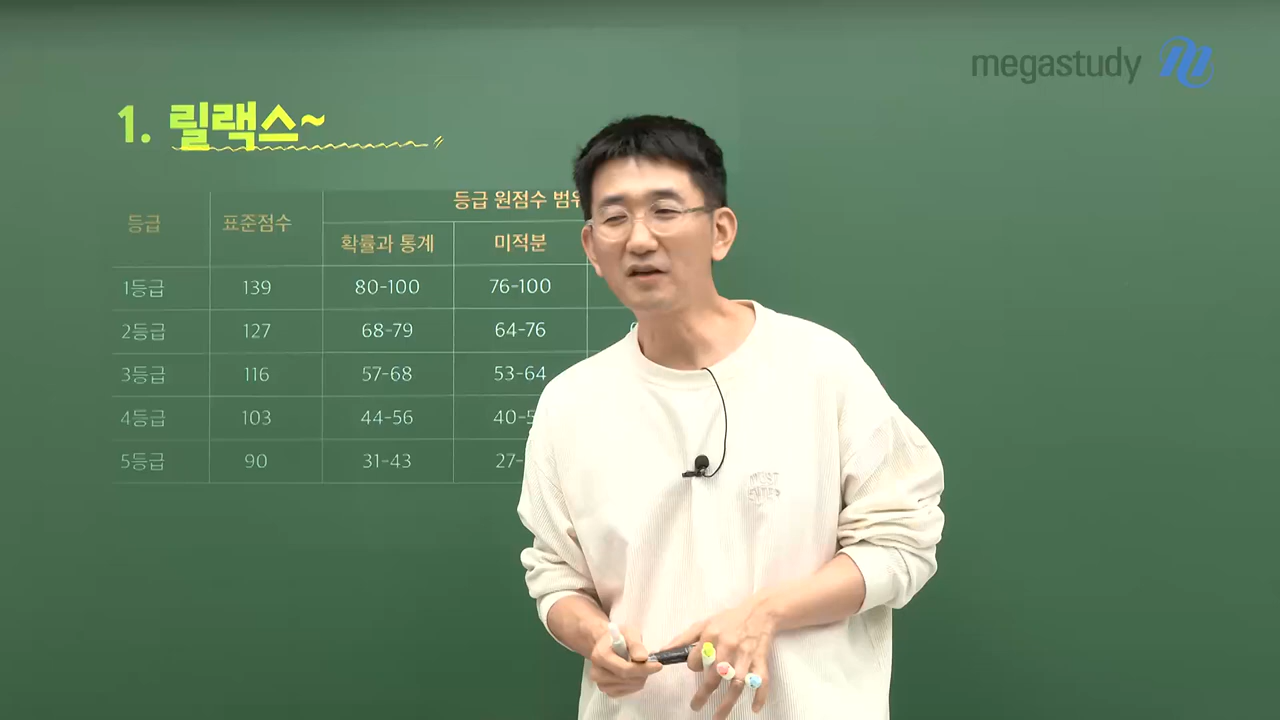 megastudy
1. 릴랙스~
등급 표준점수 등급 원점수
확률과 통계 미적분
1등급 139 80-100 76-100
2등급 127 68-79 64-76
3등급 116 57-68 53-64
4등급 103 44-56
5등급 90 31-43